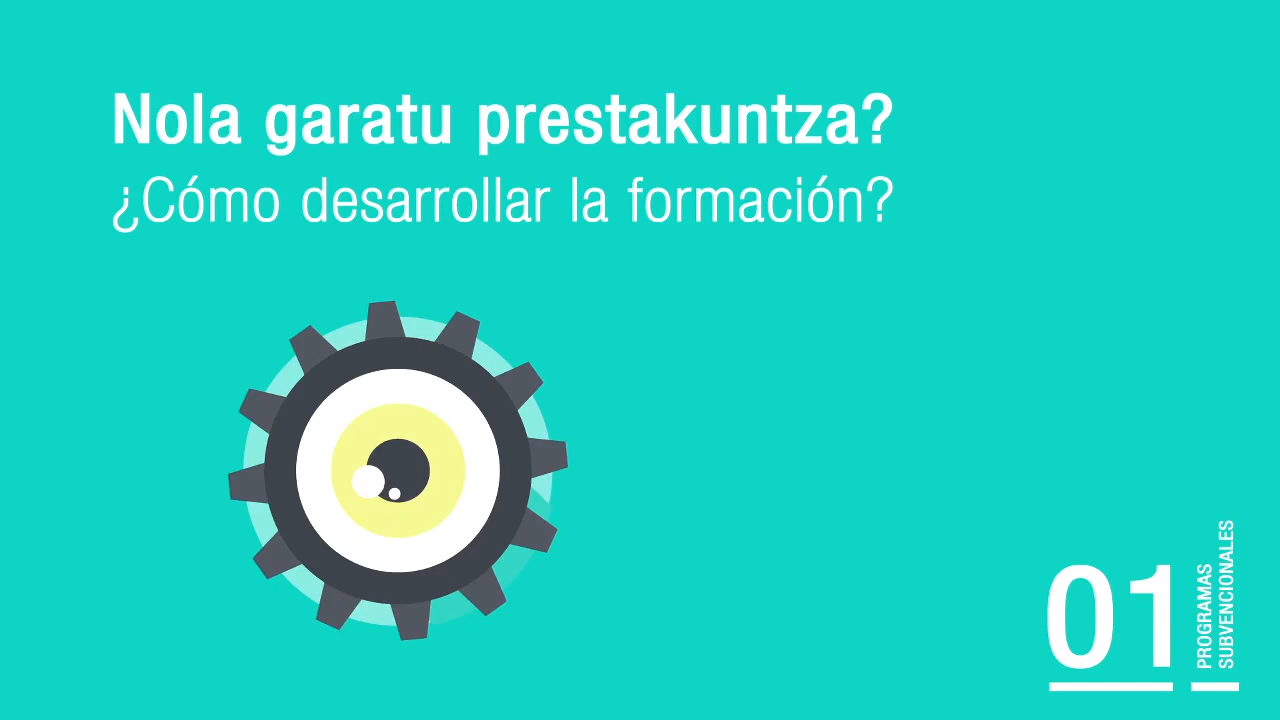 Nola garatu prestakuntza?
¿Cómo desarrollar la formación?
01
PROGRAMAS
SUBVENCIONALES